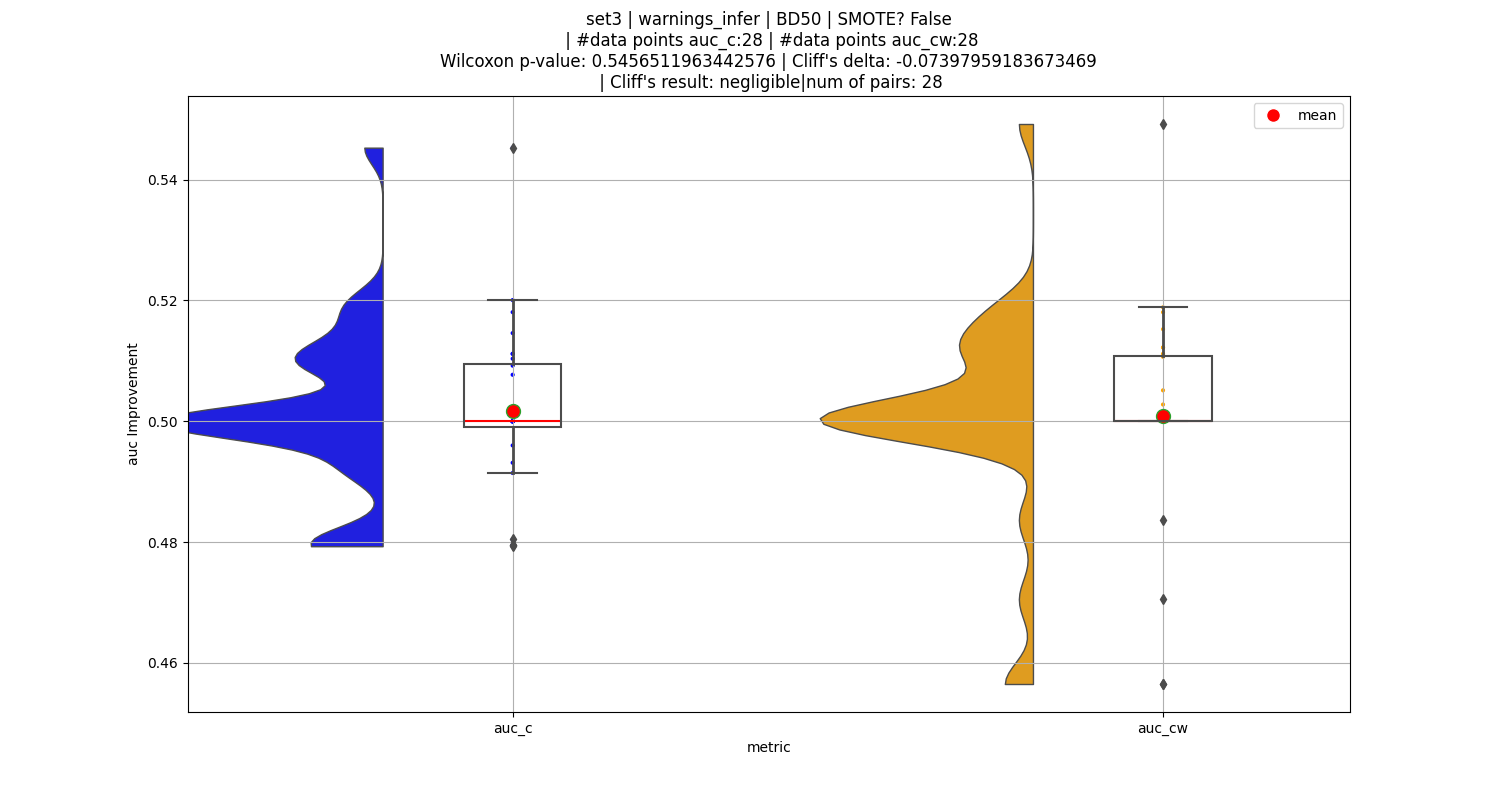 set3 | warnings_infer | BD50 | SMOTE? False
| #data points auc_c:28 | #data points auc_cw:28
Wilcoxon p-value: 0.5456511963442576 | Cliff's delta: -0.07397959183673469
| Cliff's result: negligible|num of pairs: 28
mean
0.54
0.52
0.50
0.48
0.46
auc Improvement
auc_c
auc_cw
metric